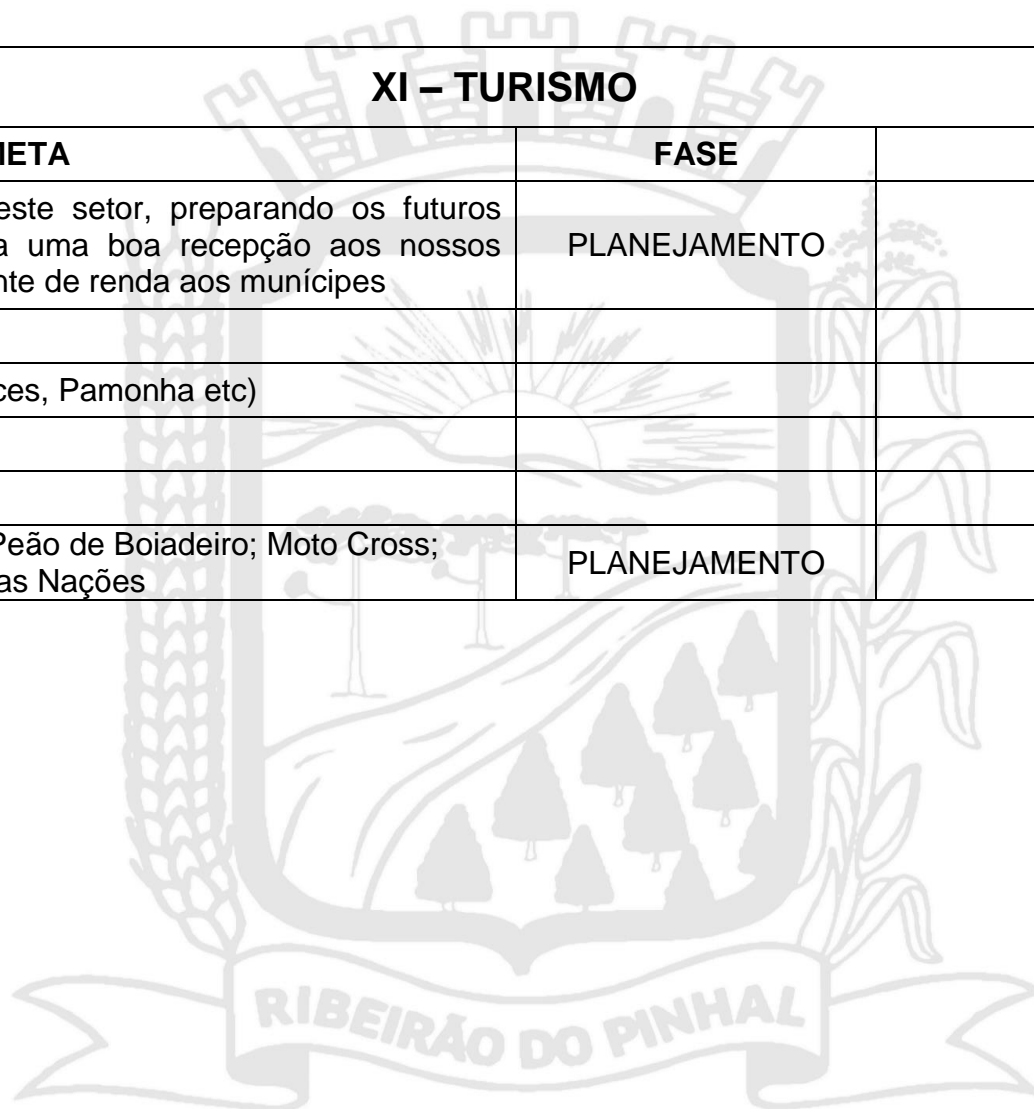 XI – TURISMO
META FASE
este setor, preparando os futuros
a uma boa recepção aos nossos PLANEJAMENTO
nte de renda aos munícipes
ces, Pamonha etc)
Peão de Boiadeiro; Moto Cross; PLANEJAMENTO
as Nações
RIBEIRÃO DO PINHAL